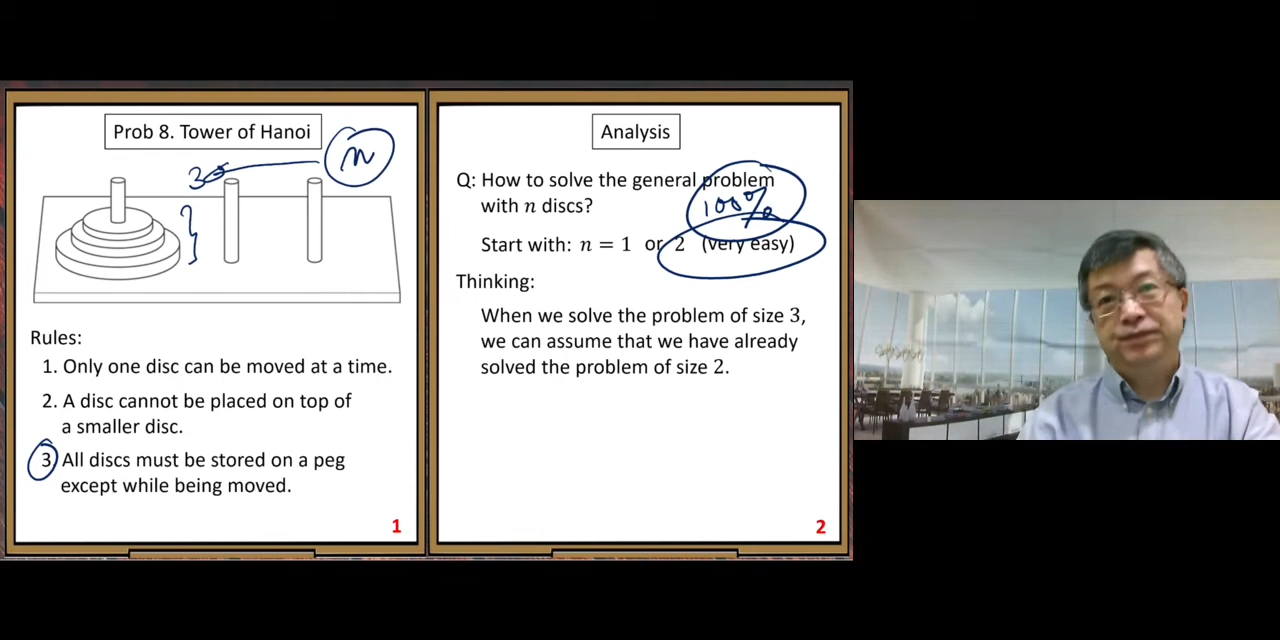 Prob 8. Tower of Hanoi
n
3
Rules:
1. Only one disc can be moved at a time.
2. A disc cannot be placed on top of
a smaller disc.
3. All discs must be stored on a peg
except while being moved.
1
Analysis
Q: How to solve the general problem
with n discs?
100%
Start with: n = 1 or 2 (very easy)
Thinking:
When we solve the problem of size 3,
we can assume that we have already
solved the problem of size 2.
2